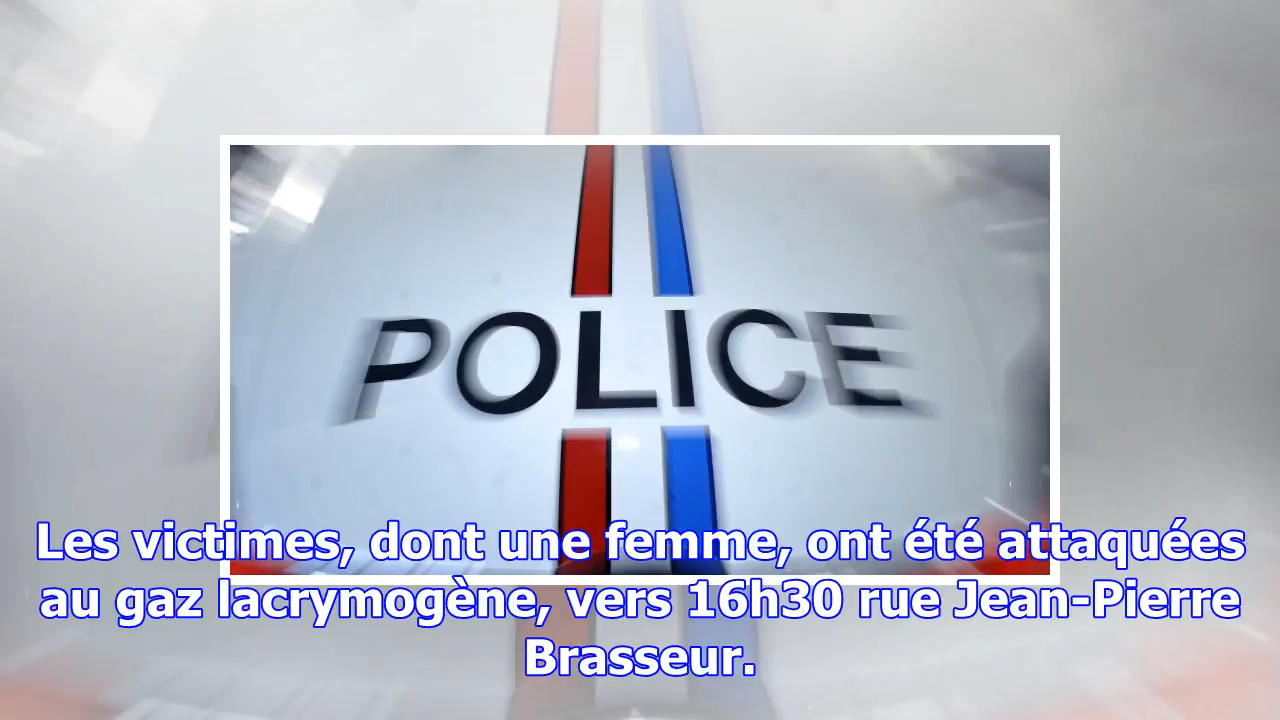 POLICE
Les victimes, dont une femme, ont été attaquées
au gaz lacrymogène, vers 16h30 rue Jean-Pierre
Brasseur.